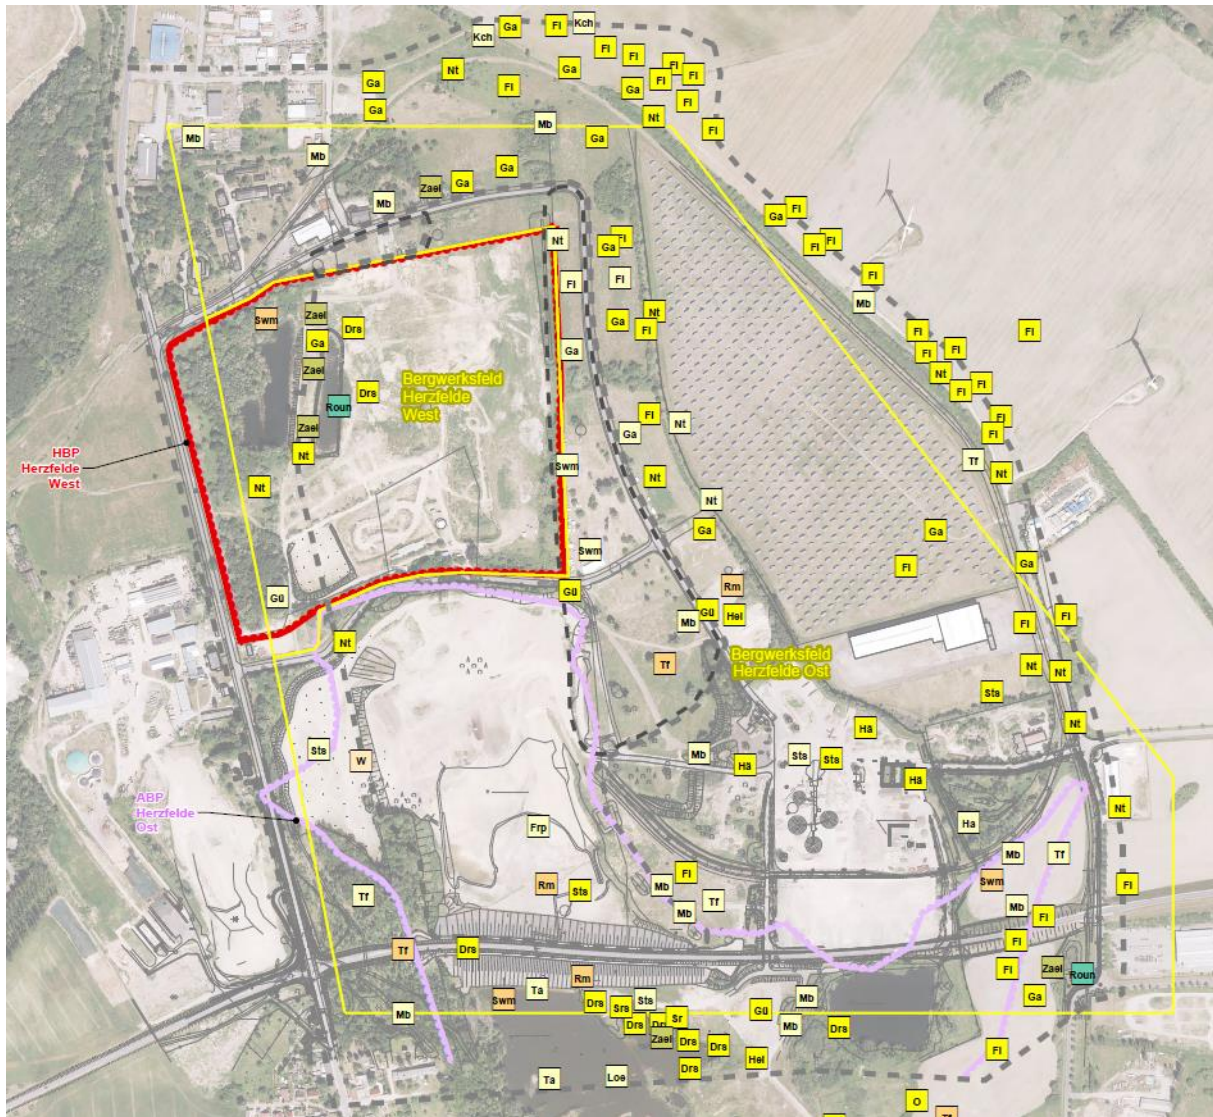 Ga
Fl
Kch
Kch
Fl
Fl
Fl
Nt
Ga
Fl
Fl
Ga
Fl
Ga
Fl
Ga
Nt
Mb
Fl
Mb
Ga
Mb
Ga
Zael
Ga
Mb
Fl
Ga
Nt
Fl
Ga
Fl
Fl
Fl
Fl
Fl
Mb
Nt
Swm
Zael
Ga
Drs
Fl
Fl
Fl
Ga
Ga
Fl
Fl
Zael
Nt
Bergwerksfeld
Herzfelde
West
Fl
Fl
Drs
Roun
Fl
Nt
Fl
Zael
Ga
Fl
HBP
Herzfelde
West
Nt
Swm
Tf
Nt
Nt
Nt
Nt
Ga
Ga
Swm
Ga
Fl
Rm
Gü
Gü
Gü
Hel
Mb
Fl
Fl
Nt
Bergwerksfeld
Herzfelde Ost
Tf
Nt
Nt
Sts
Nt
Hä
Sts
W
Mb
Hä
Sts
Sts
Hä
ABP
Herzfelde
Ost
Nt
Frp
Ha
Mb
Tf
Fl
Rm
Sts
Mb
Swm
Fl
Tf
Tf
Mb
Mb
Fl
Tf
Drs
Fl
Fl
Zael
Roun
Rm
Ta
Swm
Drs
Srs
Sts
Mb
Ga
Mb
Sr
Gü
Drs
Mb
Drs
Zael
Drs
Drs
Fl
Hel
Drs
Ta
Loe
O